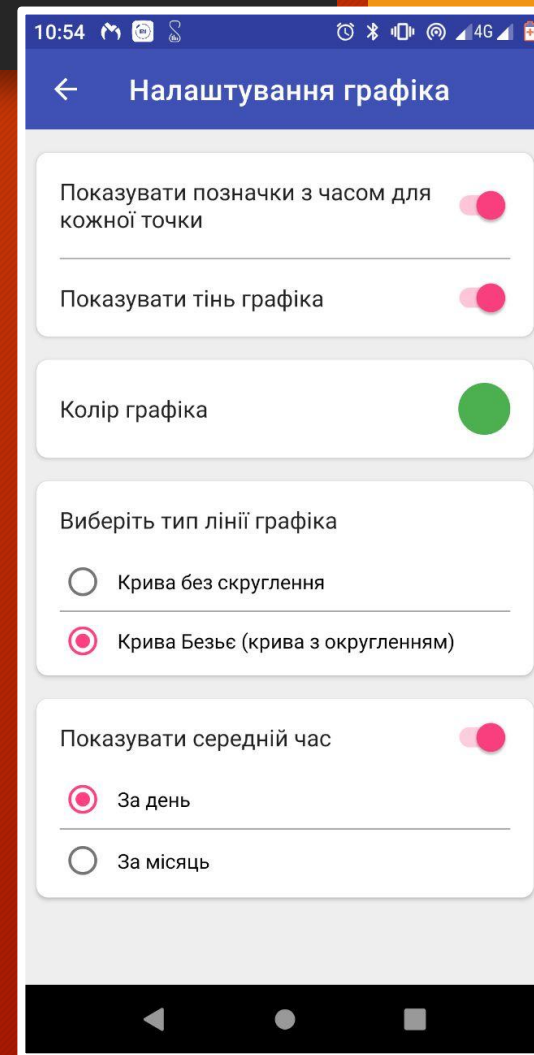 10:54
4G
Налаштування графіка
Показувати позначки з часом для
кожної точки
Показувати тінь графіка
Колір графіка
Виберіть тип лінії графіка
Крива без скруглення
Крива Безьє (крива з округленням)
Показувати середній час
За день
За місяць